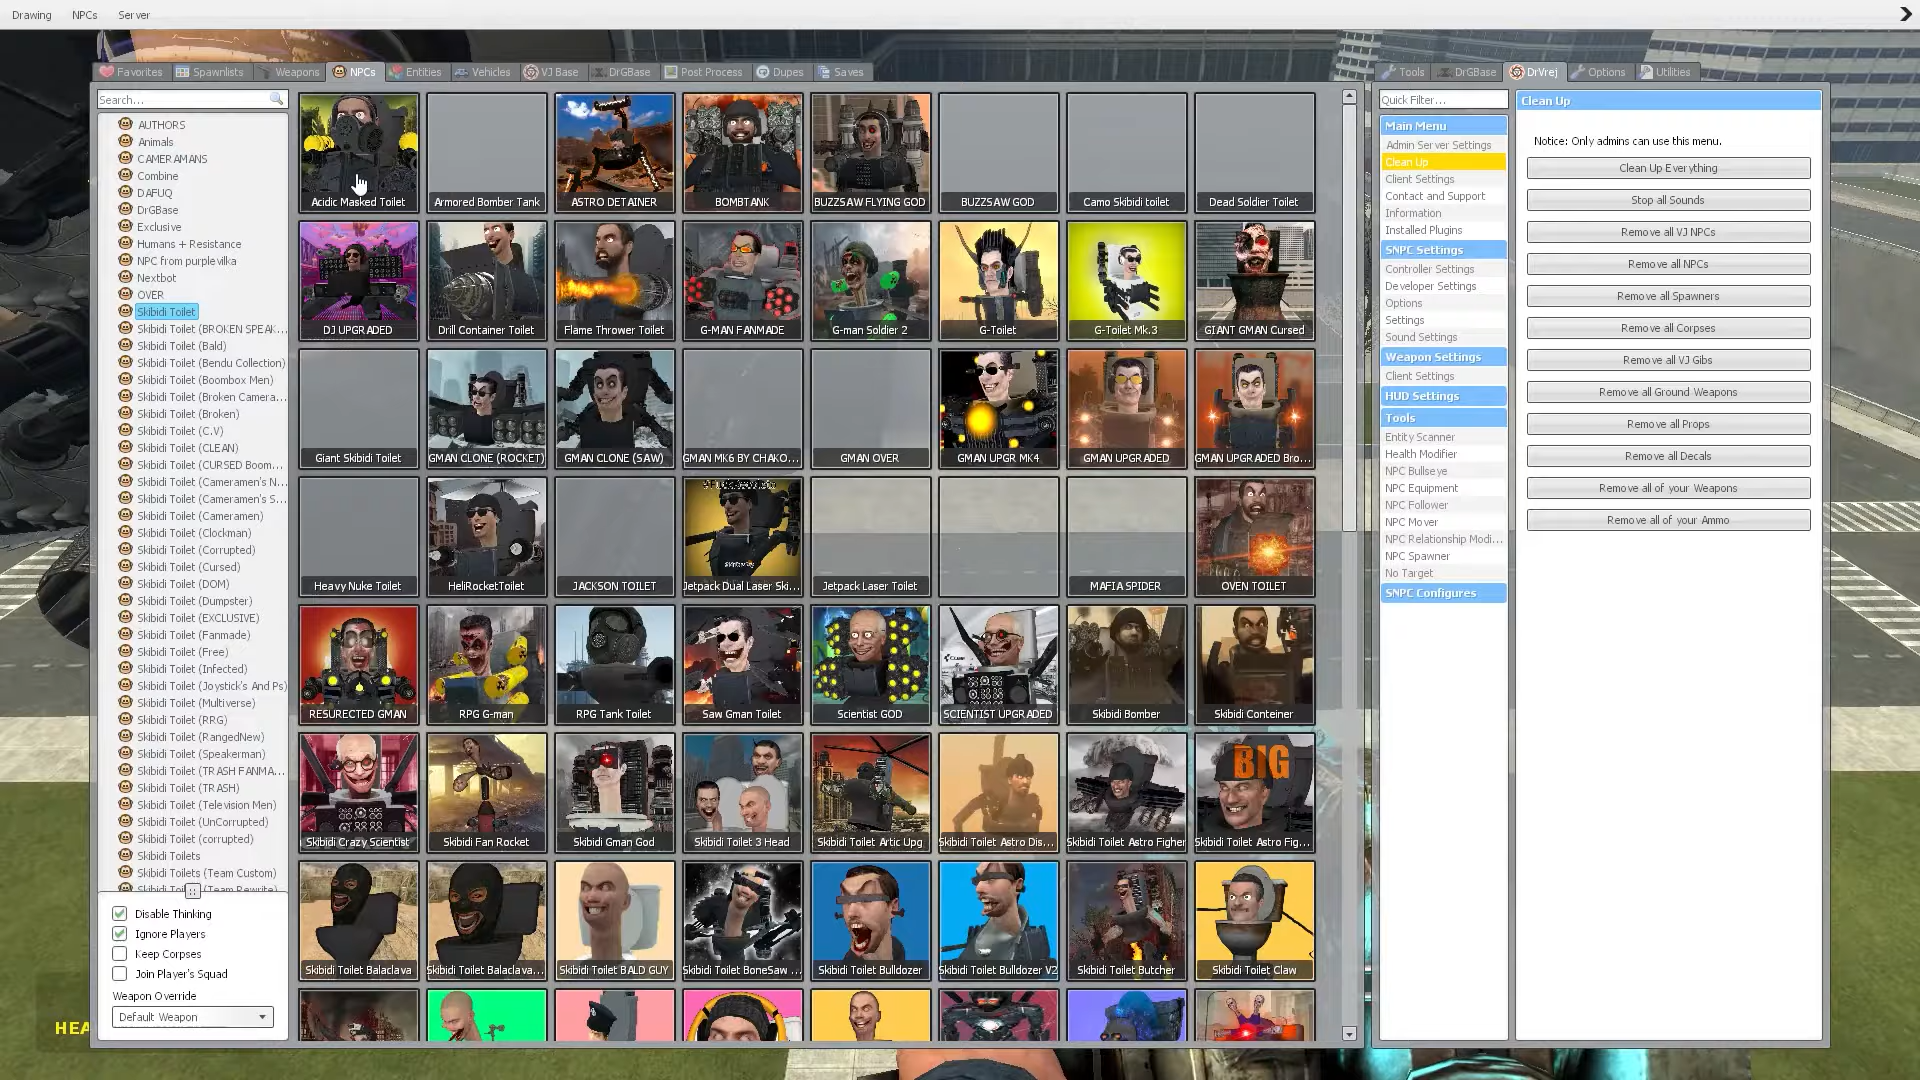 Drawing NPCs Server
Favorites Spawnlists Weapons NPCs Entities Vehicles VJ Base DrGBase Post Process Dupes Saves
Tools DrGBase DrVrej Options Utilities
Search...
AUTHORS
Animals
CAMERAMANS
Combine
DAFUQ
DrGBase
Exclusive
Humans + Resistance
NPC from purplevilka
Nextbot
OVER
Skibidi Toilet
Skibidi Toilet (BROKEN SPEAK...
Skibidi Toilet (Bald)
Skibidi Toilet (Bendu Collection)
Skibidi Toilet (Boombox Men)
Skibidi Toilet (Broken Camera...
Skibidi Toilet (Broken)
Skibidi Toilet (C.V)
Skibidi Toilet (CLEAN)
Skibidi Toilet (CURSED Boom...
Skibidi Toilet (Cameramen's N...
Skibidi Toilet (Cameramen's S...
Skibidi Toilet (Cameramen)
Skibidi Toilet (Clockman)
Skibidi Toilet (Corrupted)
Skibidi Toilet (Cursed)
Skibidi Toilet (DOM)
Skibidi Toilet (Dumpster)
Skibidi Toilet (EXCLUSIVE)
Skibidi Toilet (Fanmade)
Skibidi Toilet (Free)
Skibidi Toilet (Infected)
Skibidi Toilet (Joystick's And Ps)
Skibidi Toilet (Multiverse)
Skibidi Toilet (RRG)
Skibidi Toilet (RangedNew)
Skibidi Toilet (Speakerman)
Skibidi Toilet (TRASH FANMA...
Skibidi Toilet (TRASH)
Skibidi Toilet (Television Men)
Skibidi Toilet (UnCorrupted)
Skibidi Toilet (corrupted)
Skibidi Toilets
Skibidi Toilets (Team Custom)
(Team Rewrite)
Disable Thinking
Ignore Players
Keep Corpses
Join Player's Squad
Weapon Override
Default Weapon
HEA
Acidic Masked Toilet
Armored Bomber Tank
ASTRO DETAINER
BOMBTANK
BUZZSAW FLYING GOD
BUZZSAW GOD
Camo Skibidi toilet
Dead Soldier Toilet
DJ UPGRADED
Drill Container Toilet
Flame Thrower Toilet
G-MAN FANMADE
G-man Soldier 2
G-Toilet
G-Toilet Mk.3
GIANT GMAN Cursed
Giant Skibidi Toilet
GMAN CLONE (ROCKET)
GMAN CLONE (SAW)
GMAN MK6 BY CHAKO...
GMAN OVER
GMAN UPGR MK4
GMAN UPGRADED
GMAN UPGRADED Bro...
Heavy Nuke Toilet
HeliRocketToilet
JACKSON TOILET
Jetpack Dual Laser Ski...
Jetpack Laser Toilet
MAFIA SPIDER
OVEN TOILET
RESURECTED GMAN
RPG G-man
RPG Tank Toilet
Saw Gman Toilet
Scientist GOD
SCIENTIST UPGRADED
Skibidi Bomber
Skibidi Conteiner
Skibidi Crazy Scientist
Skibidi Fan Rocket
Skibidi Gman God
Skibidi Toilet 3 Head
Skibidi Toilet Artic Upg
Skibidi Toilet Astro Dis...
Skibidi Toilet Astro Figher
BIG
Skibidi Toilet Astro Fig...
Skibidi Toilet Balaclava
Skibidi Toilet Balaclava...
Skibidi Toilet BALD GUY
Skibidi Toilet BoneSaw ...
Skibidi Toilet Bulldozer
Skibidi Toilet Bulldozer V2
Skibidi Toilet Butcher
Skibidi Toilet Claw
Quick Filter...
Main Menu
Admin Server Settings
Clean Up
Client Settings
Contact and Support
Information
Installed Plugins
SNPC Settings
Controller Settings
Developer Settings
Options
Settings
Sound Settings
Weapon Settings
Client Settings
HUD Settings
Tools
Entity Scanner
Health Modifier
NPC Bullseye
NPC Equipment
NPC Follower
NPC Mover
NPC Relationship Modi...
NPC Spawner
No Target
SNPC Configures
Clean Up
Notice: Only admins can use this menu.
Clean Up Everything
Stop all Sounds
Remove all VJ NPCs
Remove all NPCs
Remove all Spawners
Remove all Corpses
Remove all VJ Gibs
Remove all Ground Weapons
Remove all Props
Remove all Decals
Remove all of your Weapons
Remove all of your Ammo